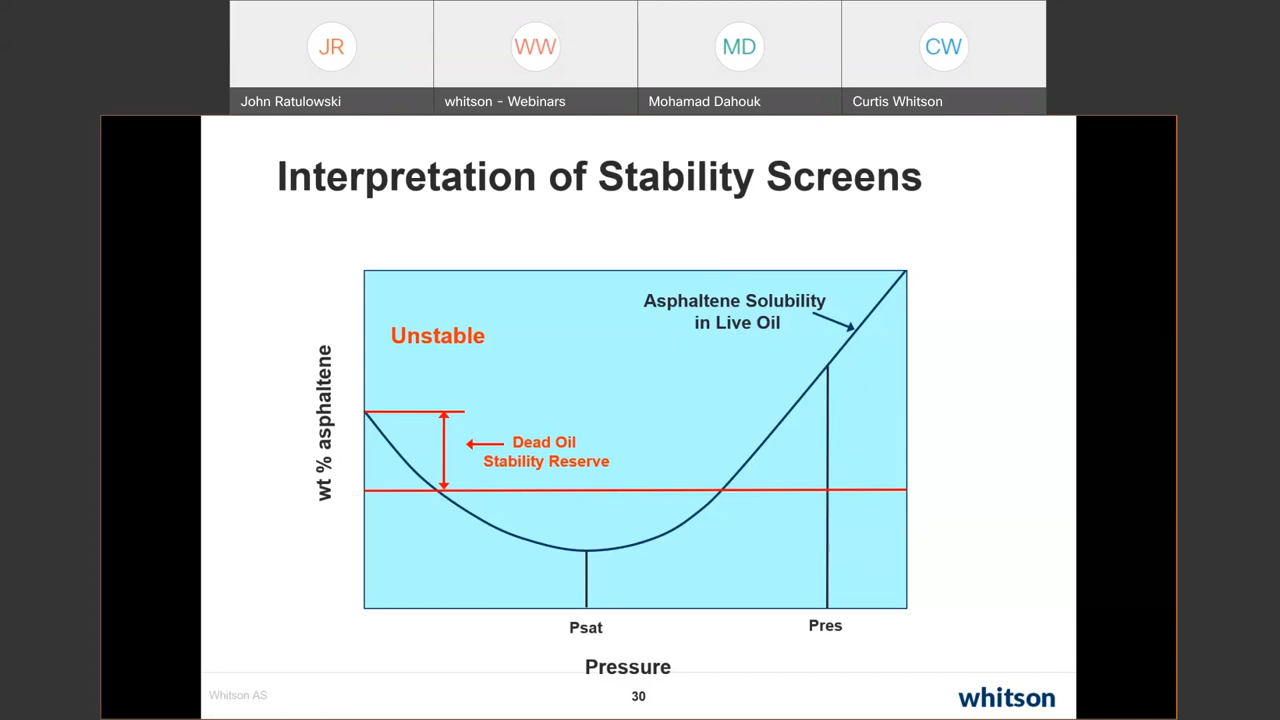 JR
WW
MD
CW
John Ratulowski
whitson - Webinars
Mohamad Dahouk
Curtis Whitson
Interpretation of Stability Screens
Asphaltene Solubility
in Live Oil
Unstable
wt % asphaltene
Dead Oil
Stability Reserve
Psat
Pres
Pressure
Whitson AS
30
whitson